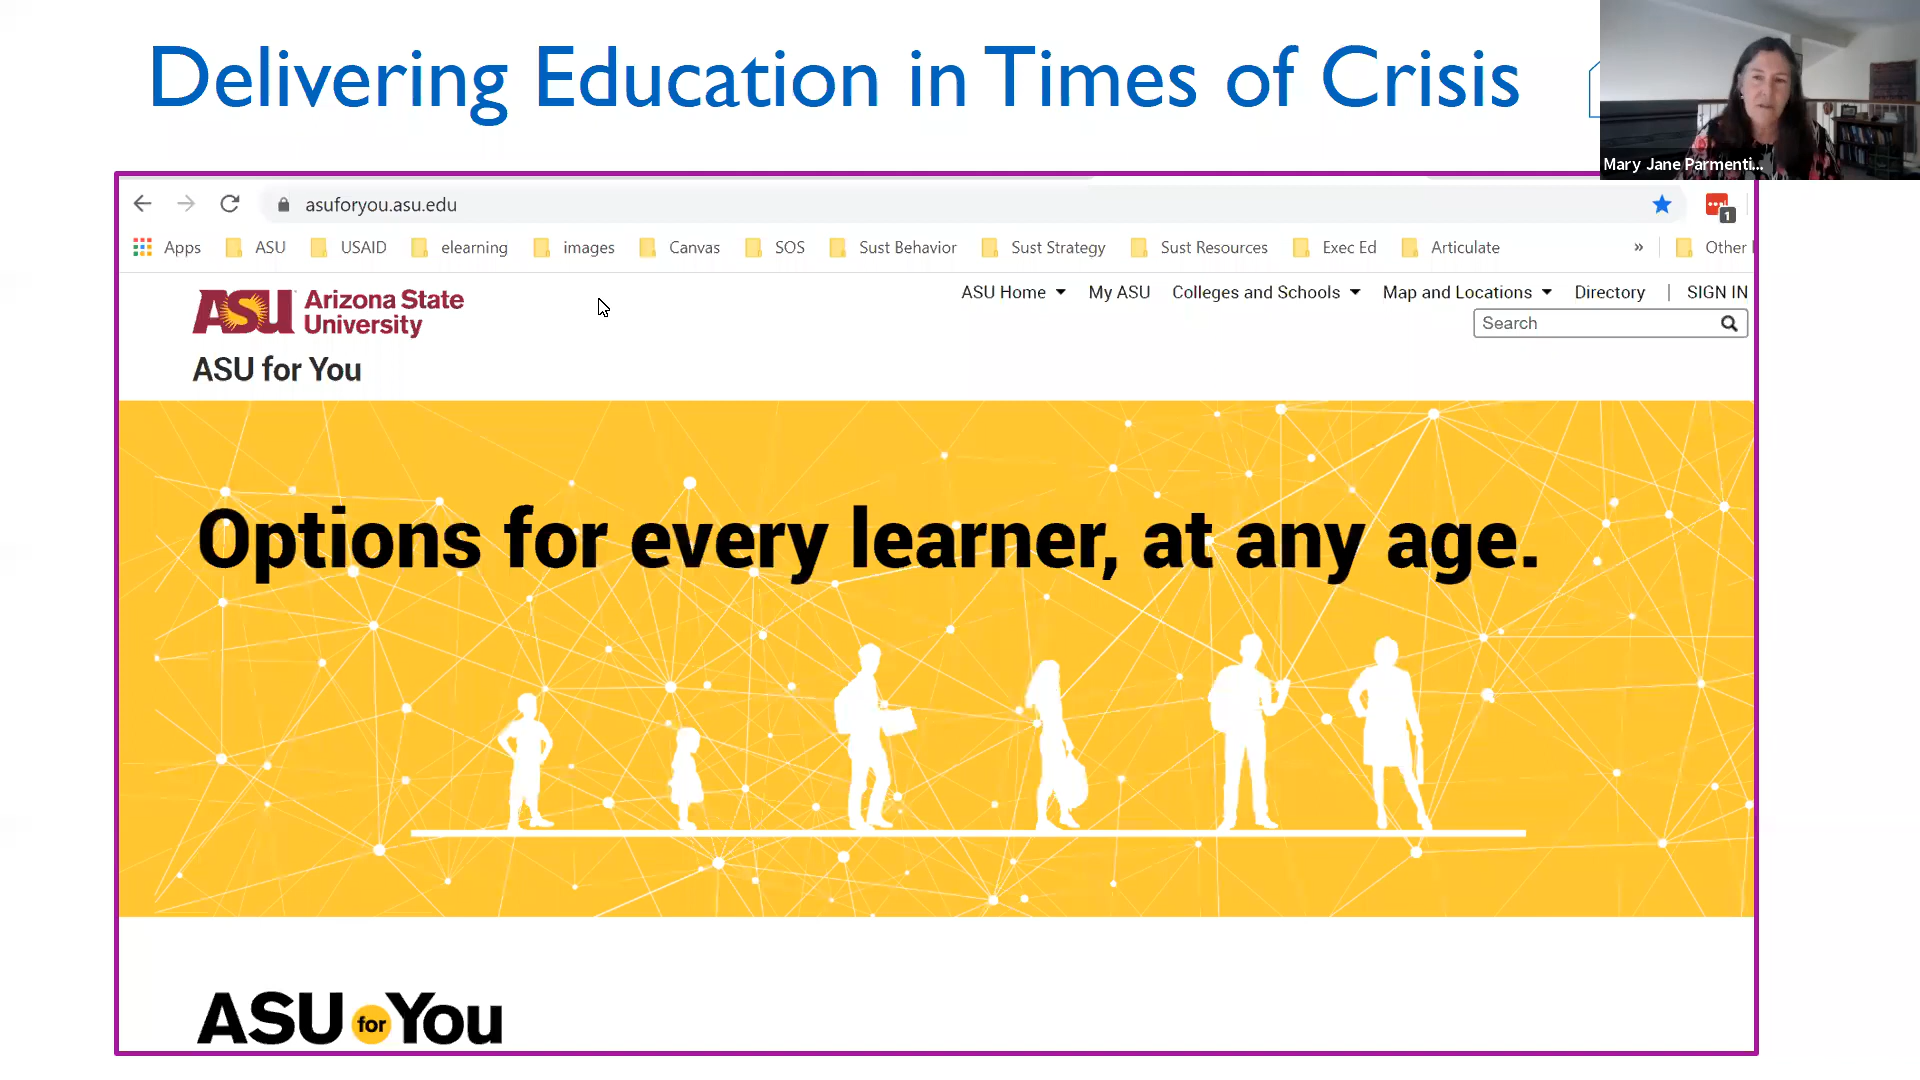 Delivering Education in Times of Crisis
Mary Jane Parmenti...
asuforyou.asu.edu
1
Apps ASU USAID elearning images Canvas SOS Sust Behavior Sust Strategy Sust Resources Exec Ed Articulate » Other
ASU Arizona State University
ASU Home My ASU Colleges and Schools Map and Locations Directory | SIGN IN
Search
ASU for You
Options for every learner, at any age.
ASU for You